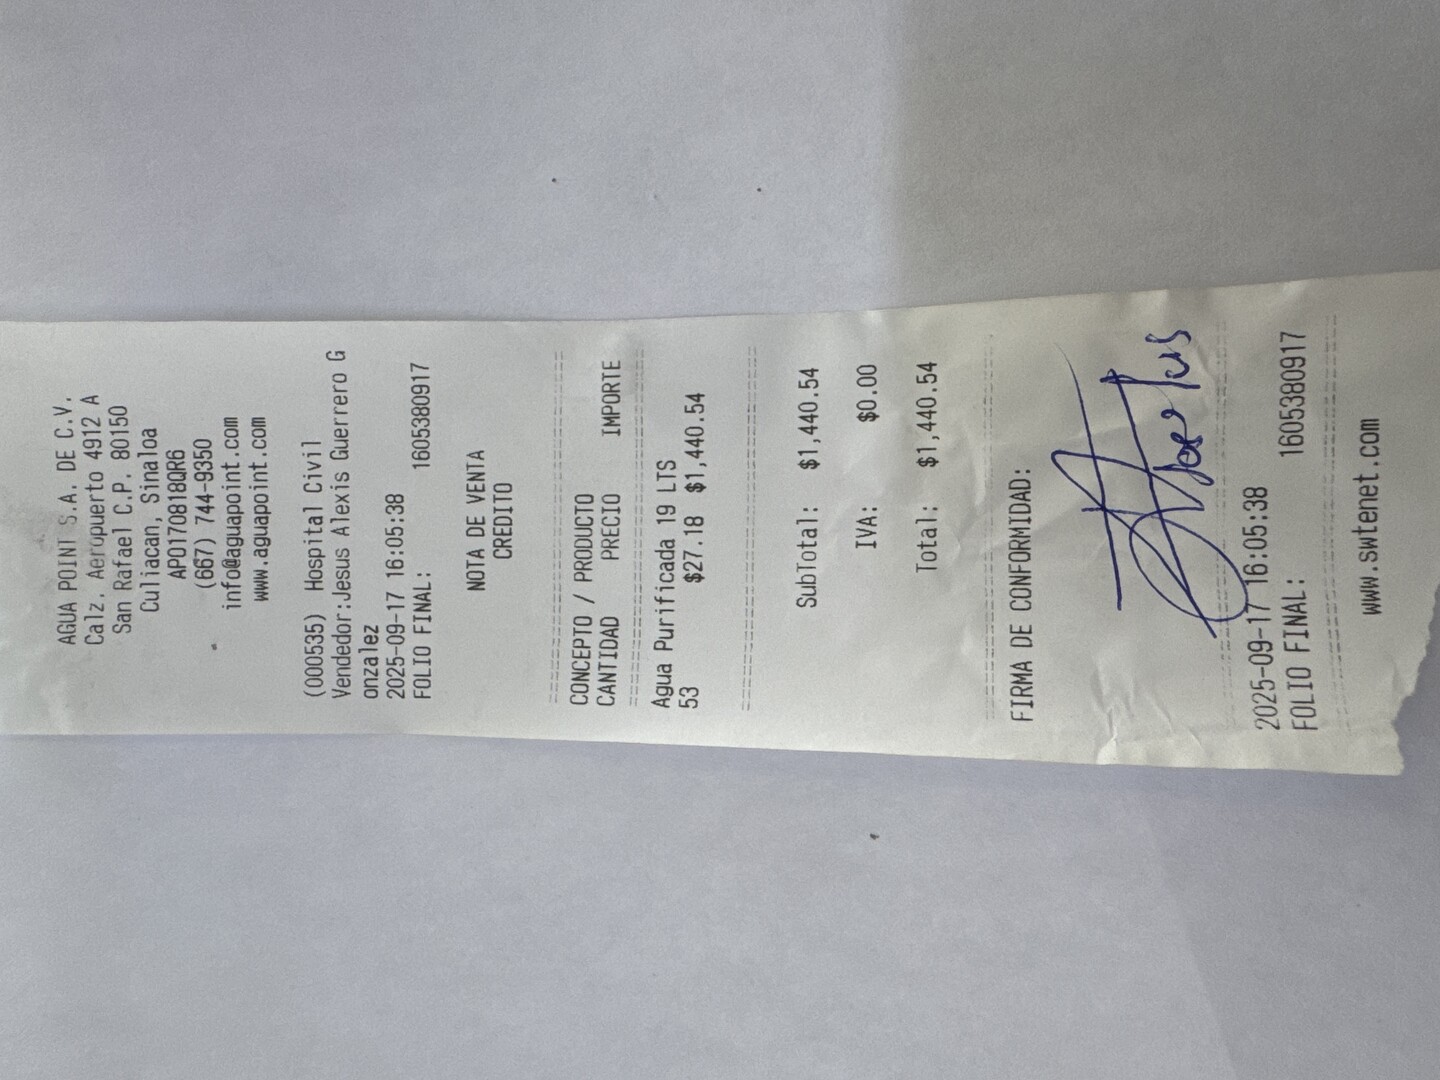 AGUA POINT S.A. DE C.V.
Calz. Aeropuerto 4912 A
San Rafael C.P. 80150
Culiacan, Sinaloa
APO170818QR6
(667) 744-9350
info@aguapoint.com
www.aguapoint.com
(000535) Hospital Civil
Vendedor:Jesus Alexis Guerrero G
onzalez
2025-09-17 16:05:38
FOLIO FINAL: 1605380917
NOTA DE VENTA
CREDITO
CONCEPTO / PRODUCTO
CANTIDAD PRECIO IMPORTE
Agua Purificada 19 LTS
53 $27.18 $1,440.54
SubTotal: $1,440.54
IVA: $0.00
Total: $1,440.54
FIRMA DE CONFORMIDAD:
2025-09-17 16:05:38
FOLIO FINAL: 1605380917
www.swtenet.com